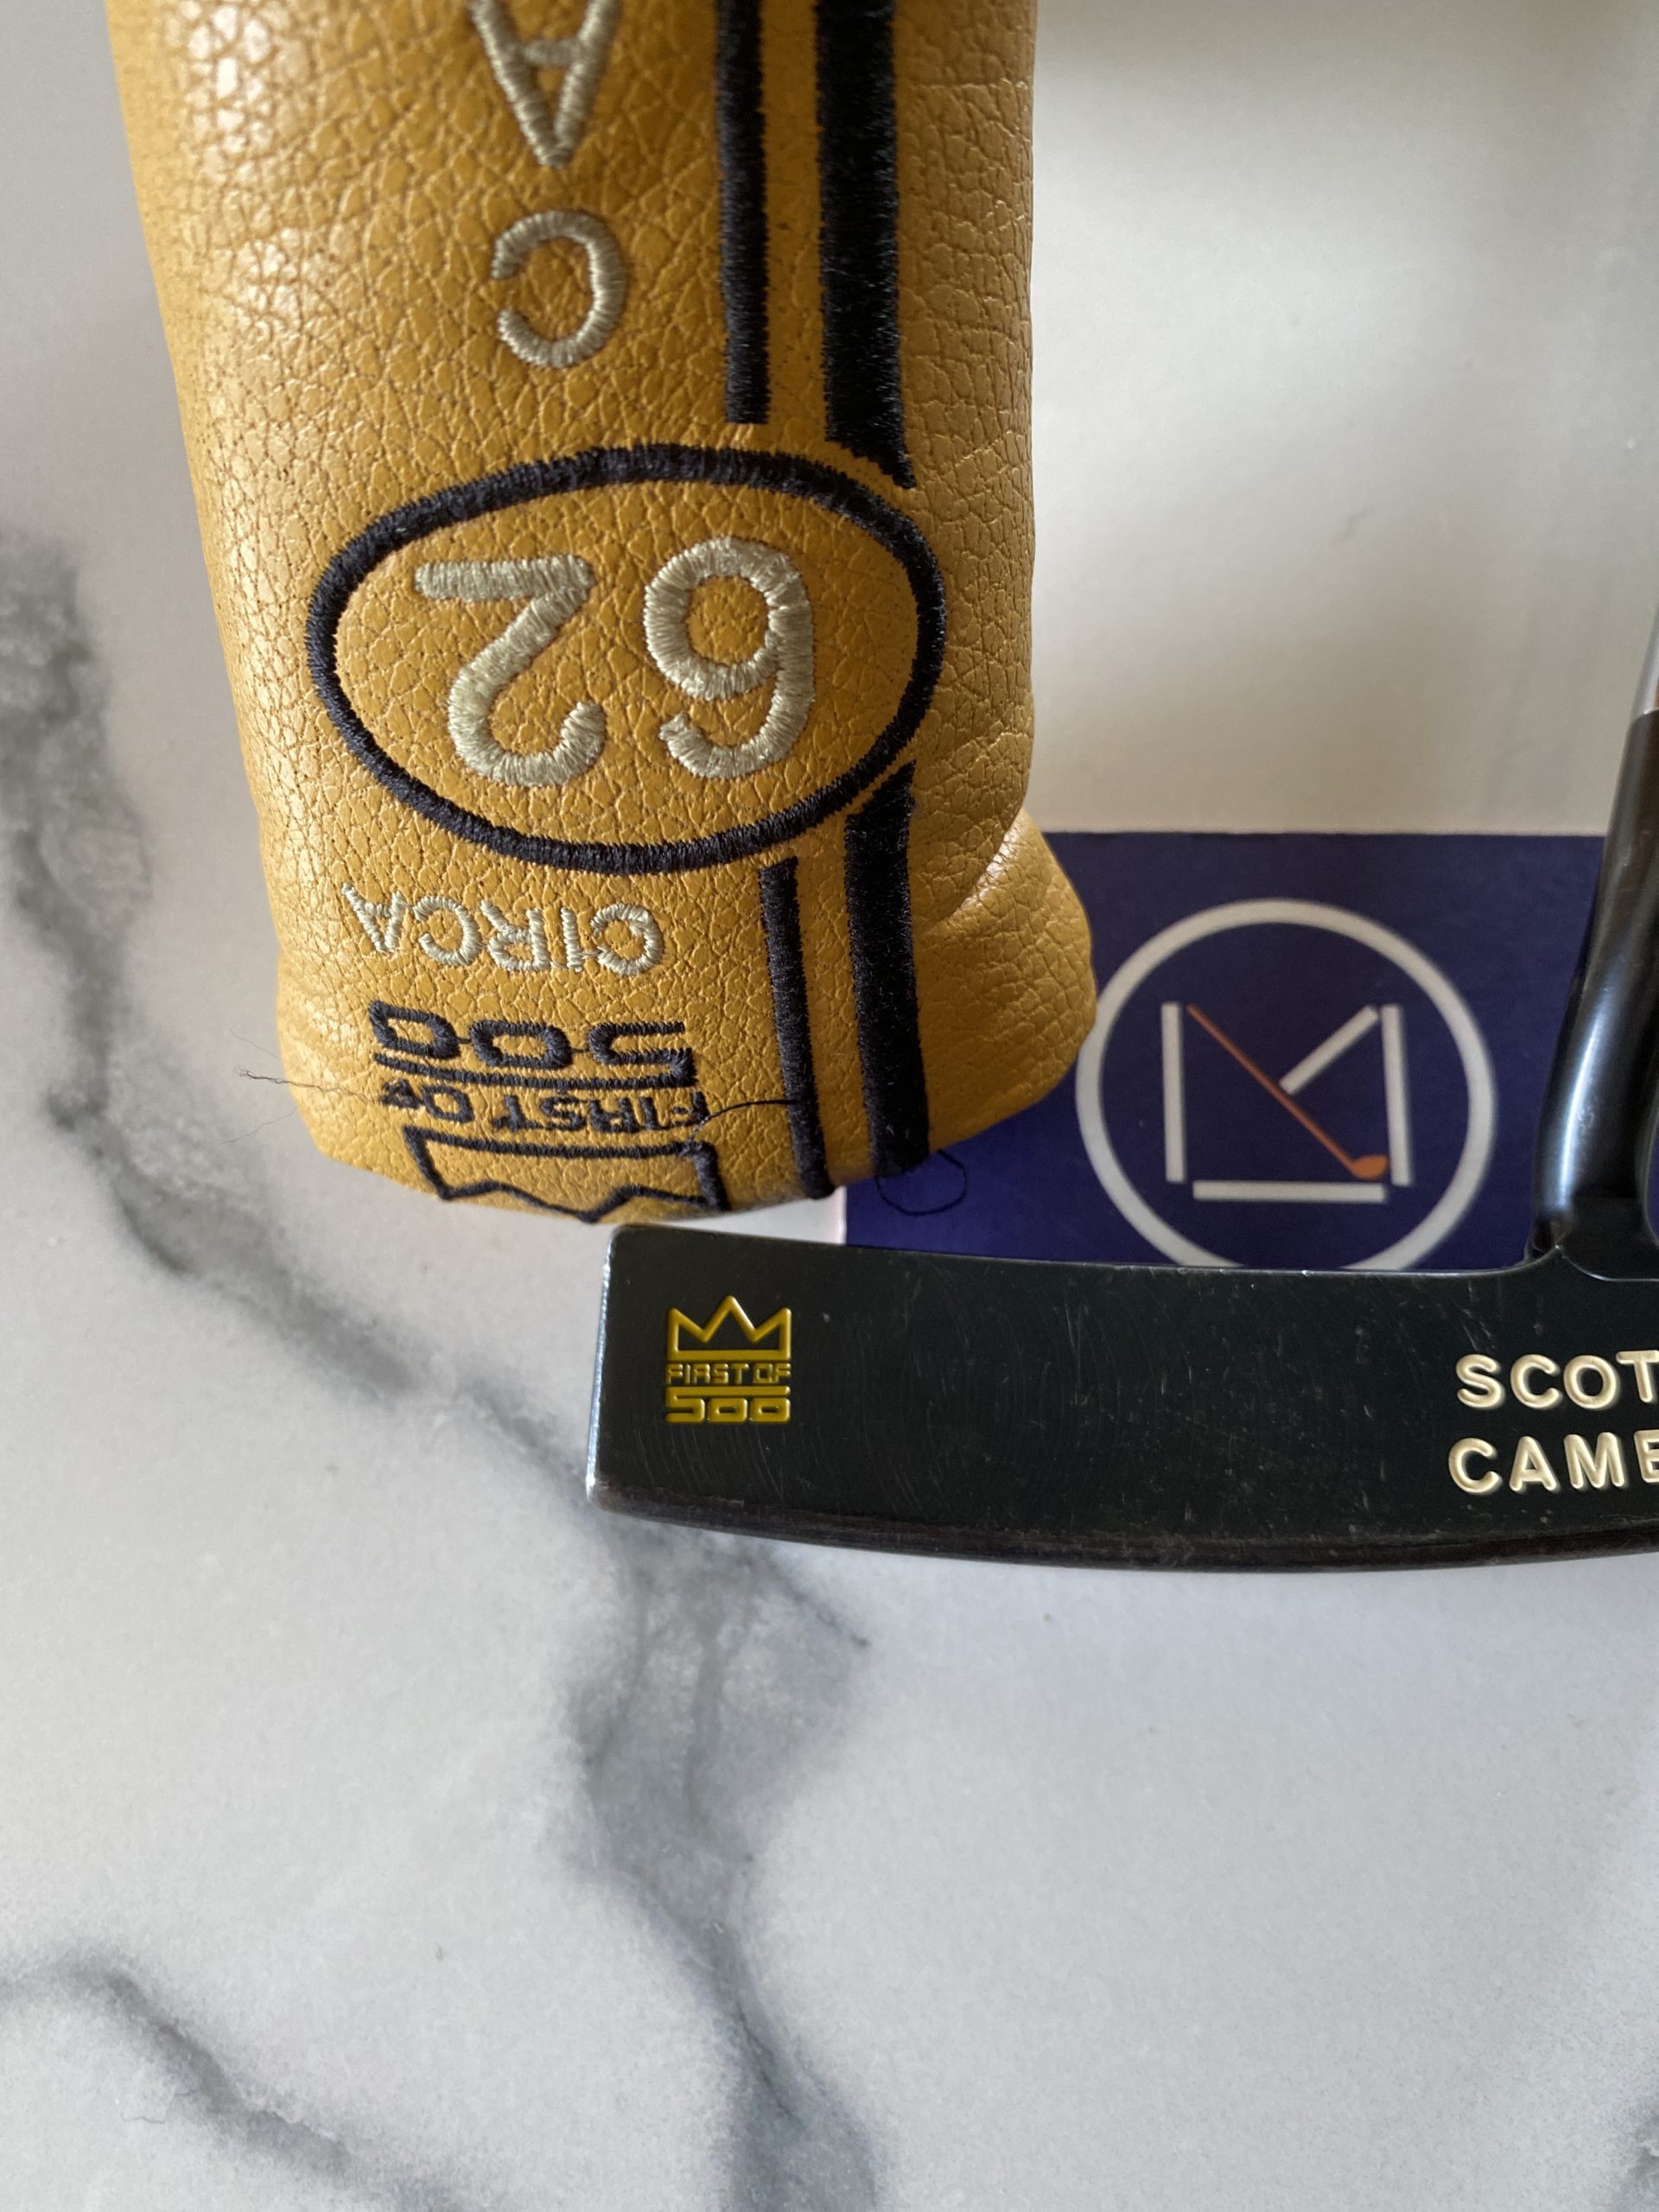 FIRST OF
500
CIRCA
62
CA
FIRST OF
500
SCOT
CAME